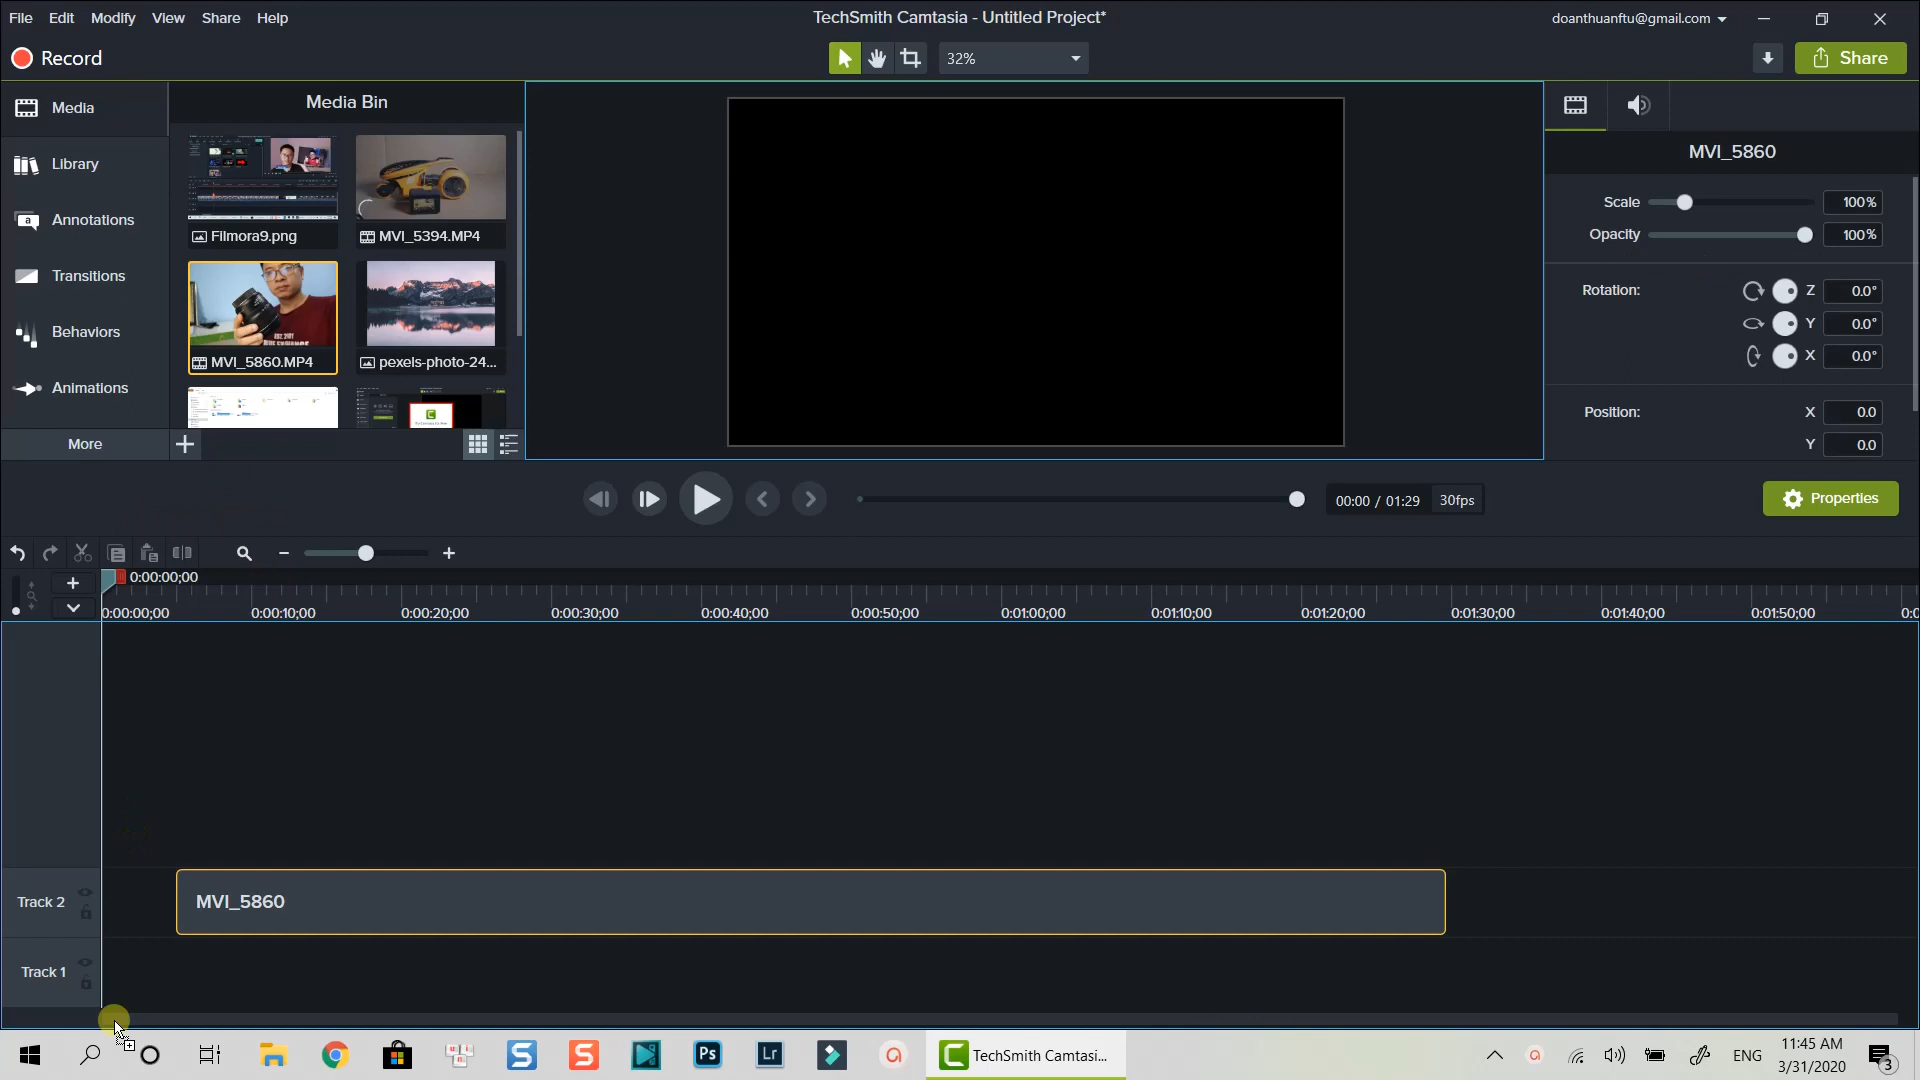 File Edit Modify View Share Help
TechSmith Camtasia - Untitled Project*
doanthuanftu@gmail.com
Record
32%
Share
Media
Library
Annotations
Transitions
Behaviors
Animations
More
Media Bin
Filmora9.png
MVI_5394.MP4
MVI_5860.MP4
pexels-photo-24...
MVI_5860
Scale 100%
Opacity 100%
Rotation: Z 0.0°
Y 0.0°
X 0.0°
Position: X 0.0
Y 0.0
00:00 / 01:29 30fps
Properties
0:00:00;00
0:00:00;00 0:00:10;00 0:00:20;00 0:00:30;00 0:00:40;00 0:00:50;00 0:01:00;00 0:01:10;00 0:01:20;00 0:01:30;00 0:01:40;00 0:01:50;00
Track 2
MVI_5860
Track 1
S
S
Ps
Lr
TechSmith Camtasi...
ENG
11:45 AM
3/31/2020
3